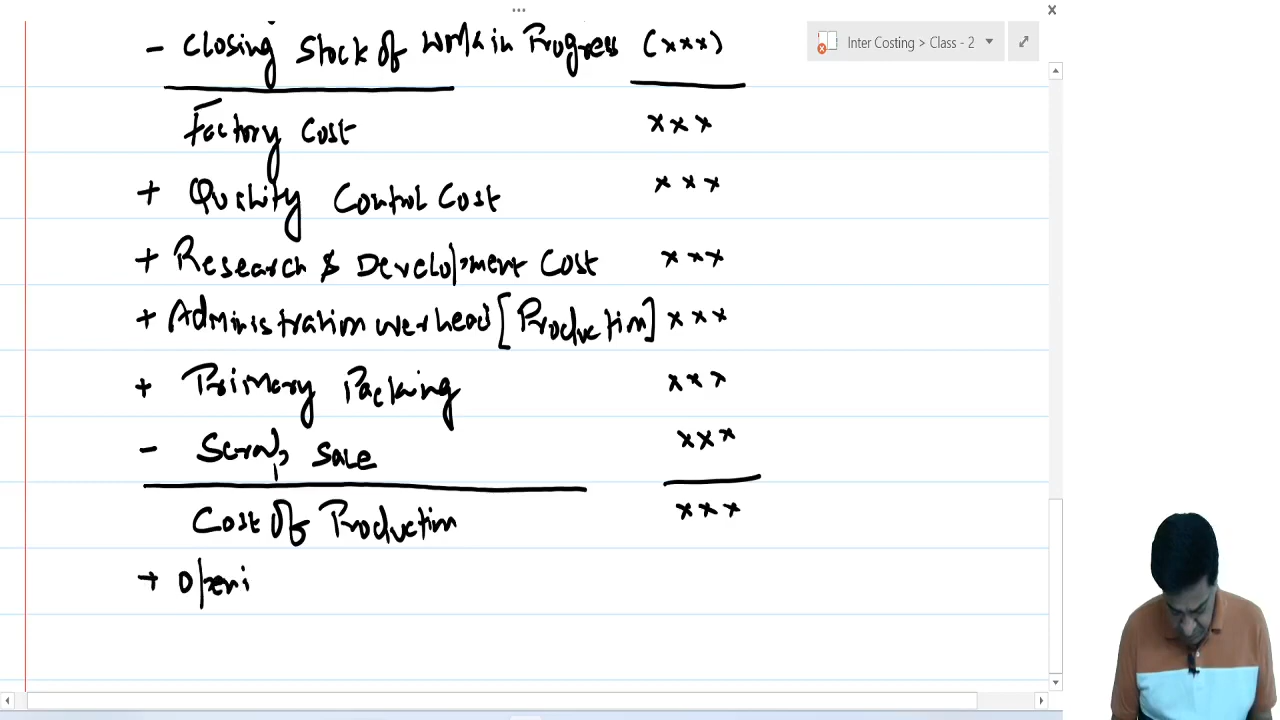 Inter Costing > Class - 2
- Closing Stock of Work in Progress (xxx)
Factory Cost xxx
+ Quality Control Cost xxx
+ Research & Development Cost xxx
+ Administration overhead [Production] xxx
+ Primary Packing xxx
- Scrap Sale xxx
Cost Of Production xxx
+ Openi